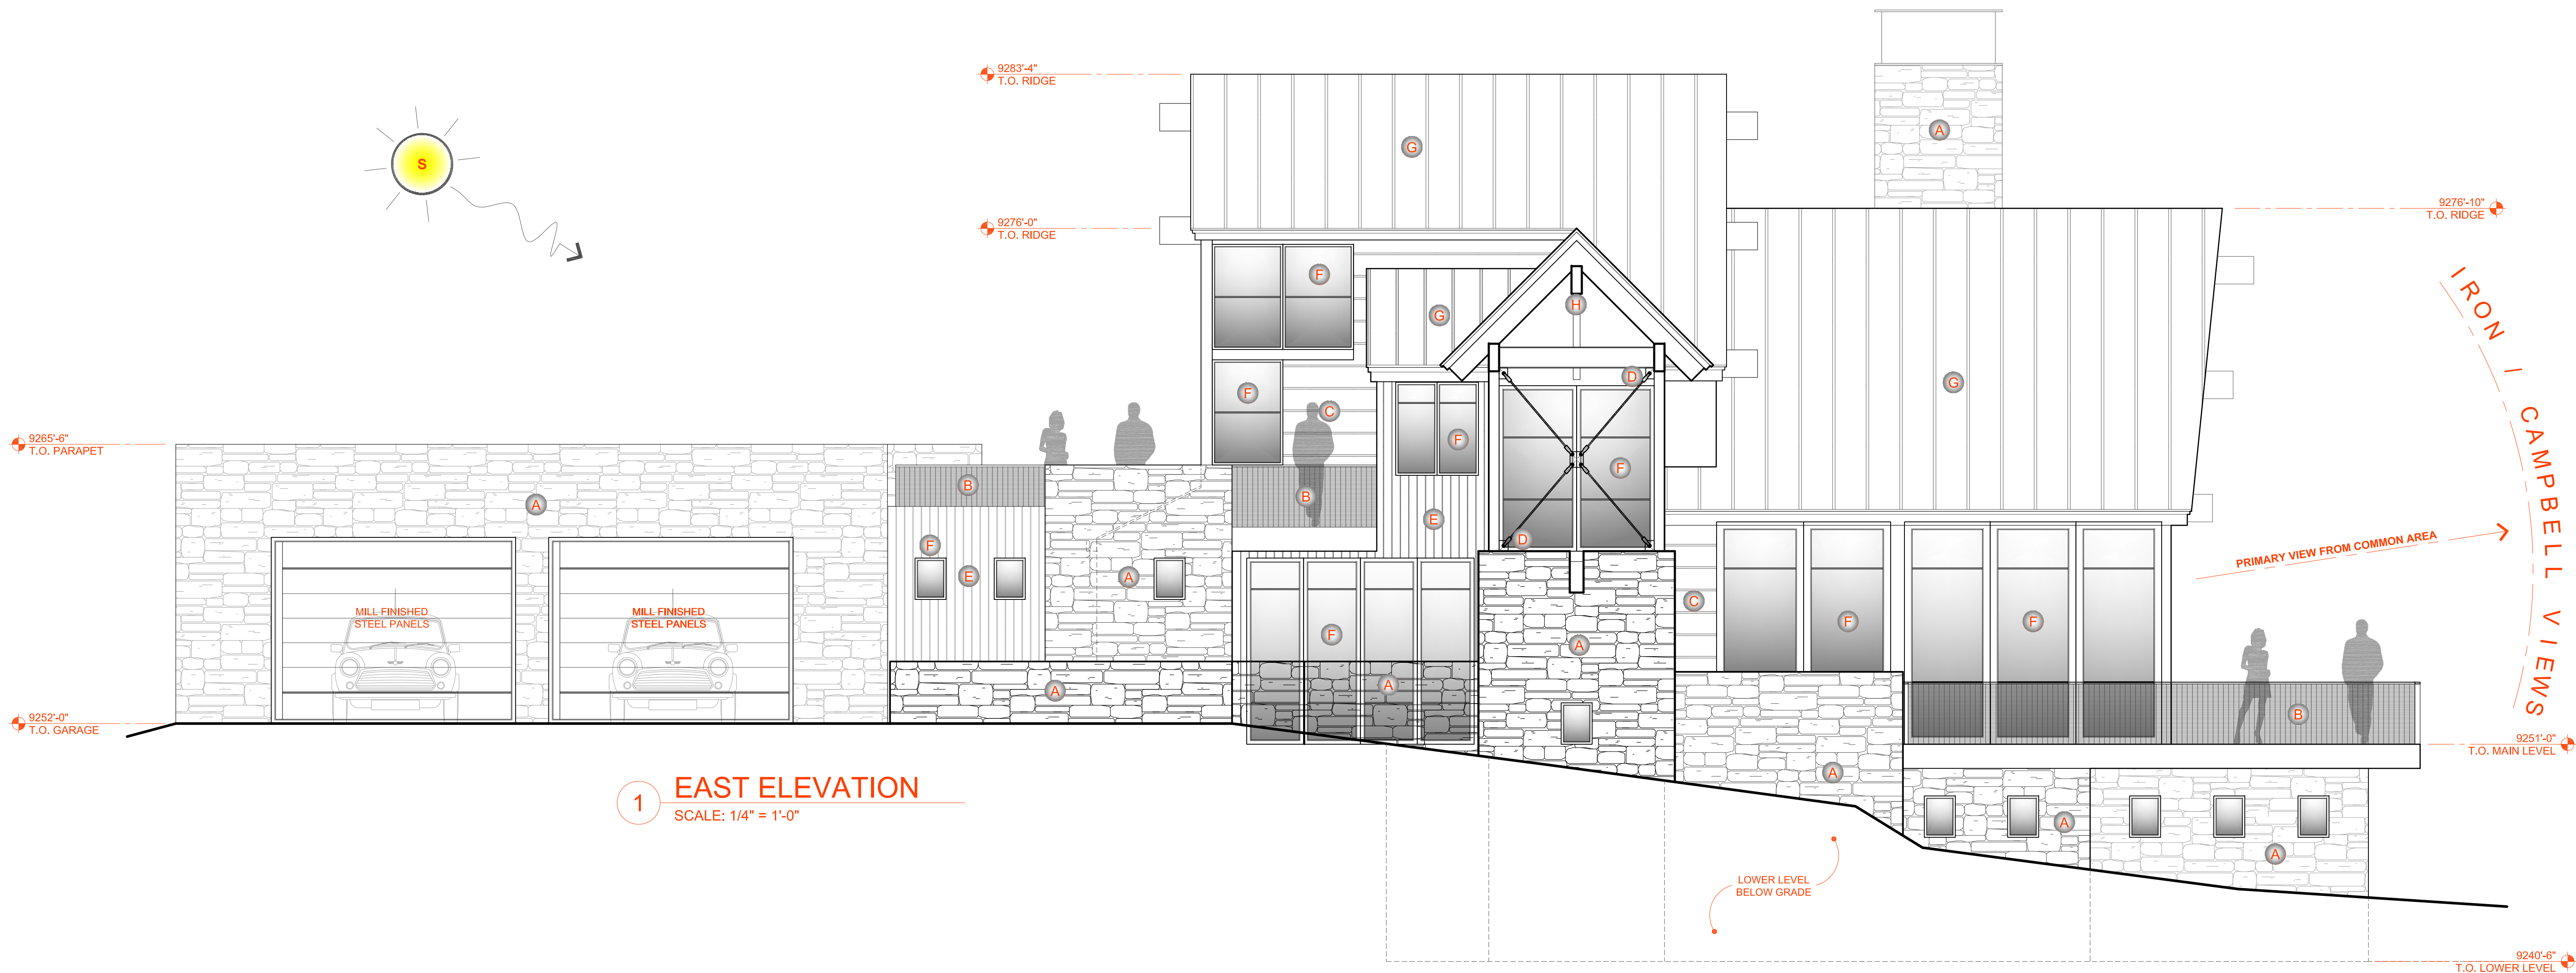 9283'-4"
T.O. RIDGE
S
A
G
9276'-10"
T.O. RIDGE
9276'-0"
T.O. RIDGE
F
H
G
IRON / CAMPBELL VIEWS
D
G
F
C
9265'-6"
T.O. PARAPET
F
F
B
B
A
E
D
F
PRIMARY VIEW FROM COMMON AREA
E
A
C
MILL FINISHED
STEEL PANELS
MILL FINISHED
STEEL PANELS
F
F
F
A
A
A
B
9252'-0"
T.O. GARAGE
9251'-0"
T.O. MAIN LEVEL
A
1
EAST ELEVATION
SCALE: 1/4" = 1'-0"
A
A
LOWER LEVEL
BELOW GRADE
9240'-6"
T.O. LOWER LEVEL